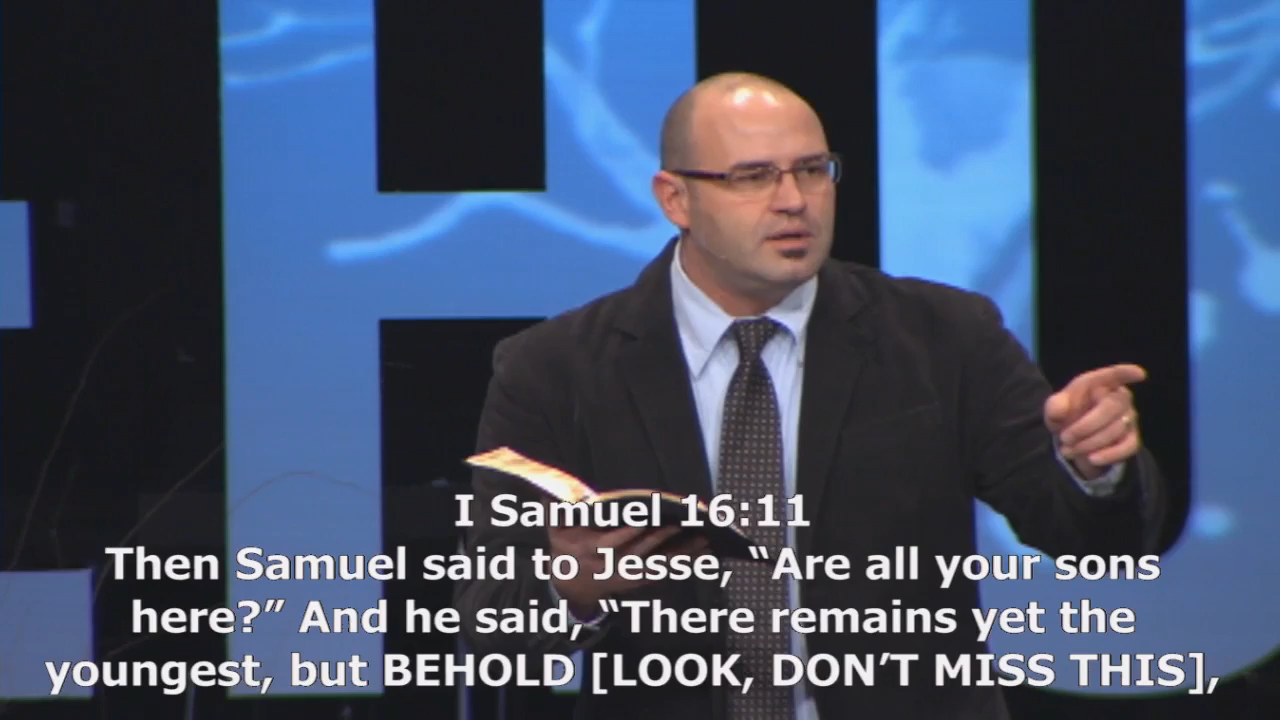 I Samuel 16:11
Then Samuel said to Jesse, “Are all your sons
here?” And he said, “There remains yet the
youngest, but BEHOLD [LOOK, DON’T MISS THIS],